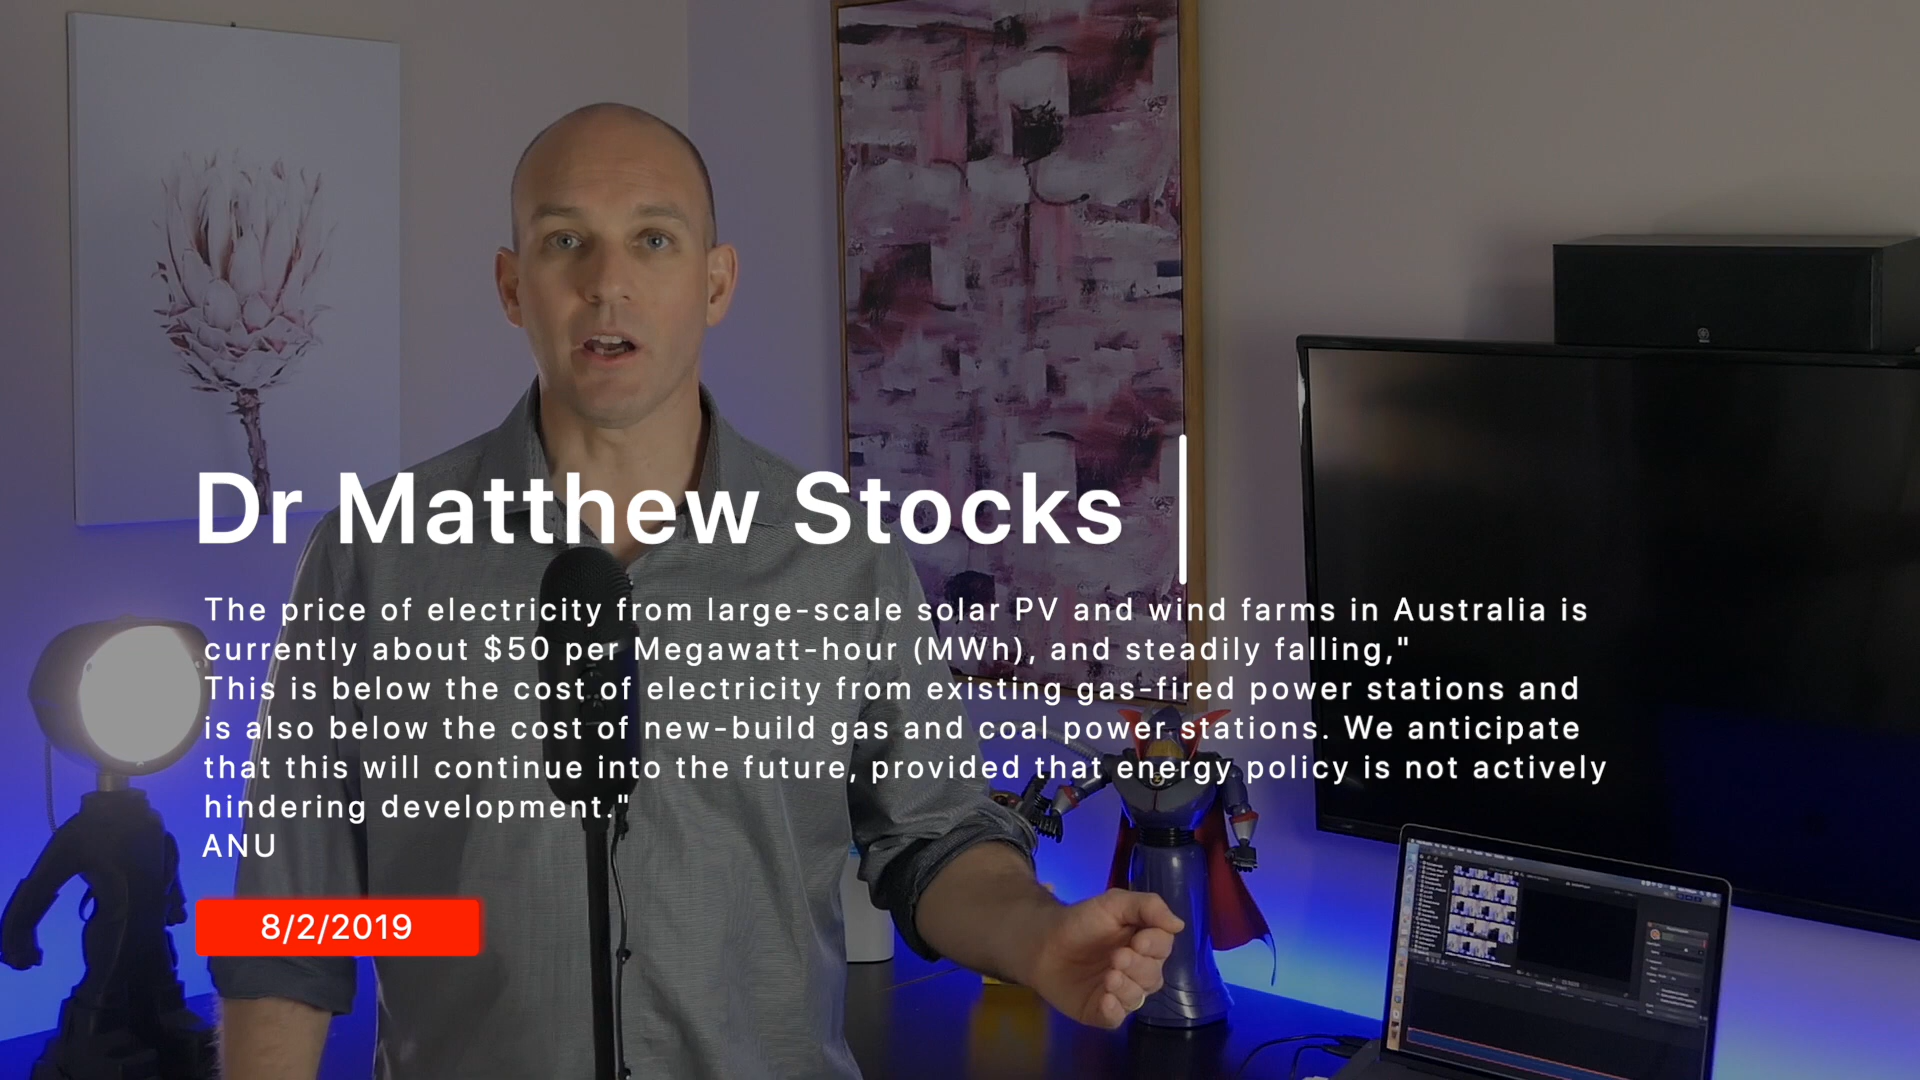 Dr Matthew Stocks
The price of electricity from large-scale solar PV and wind farms in Australia is
currently about $50 per Megawatt-hour (MWh), and steadily falling,"
This is below the cost of electricity from existing gas-fired power stations and
is also below the cost of new-build gas and coal power stations. We anticipate
that this will continue into the future, provided that energy policy is not actively
hindering development."
ANU
8/2/2019